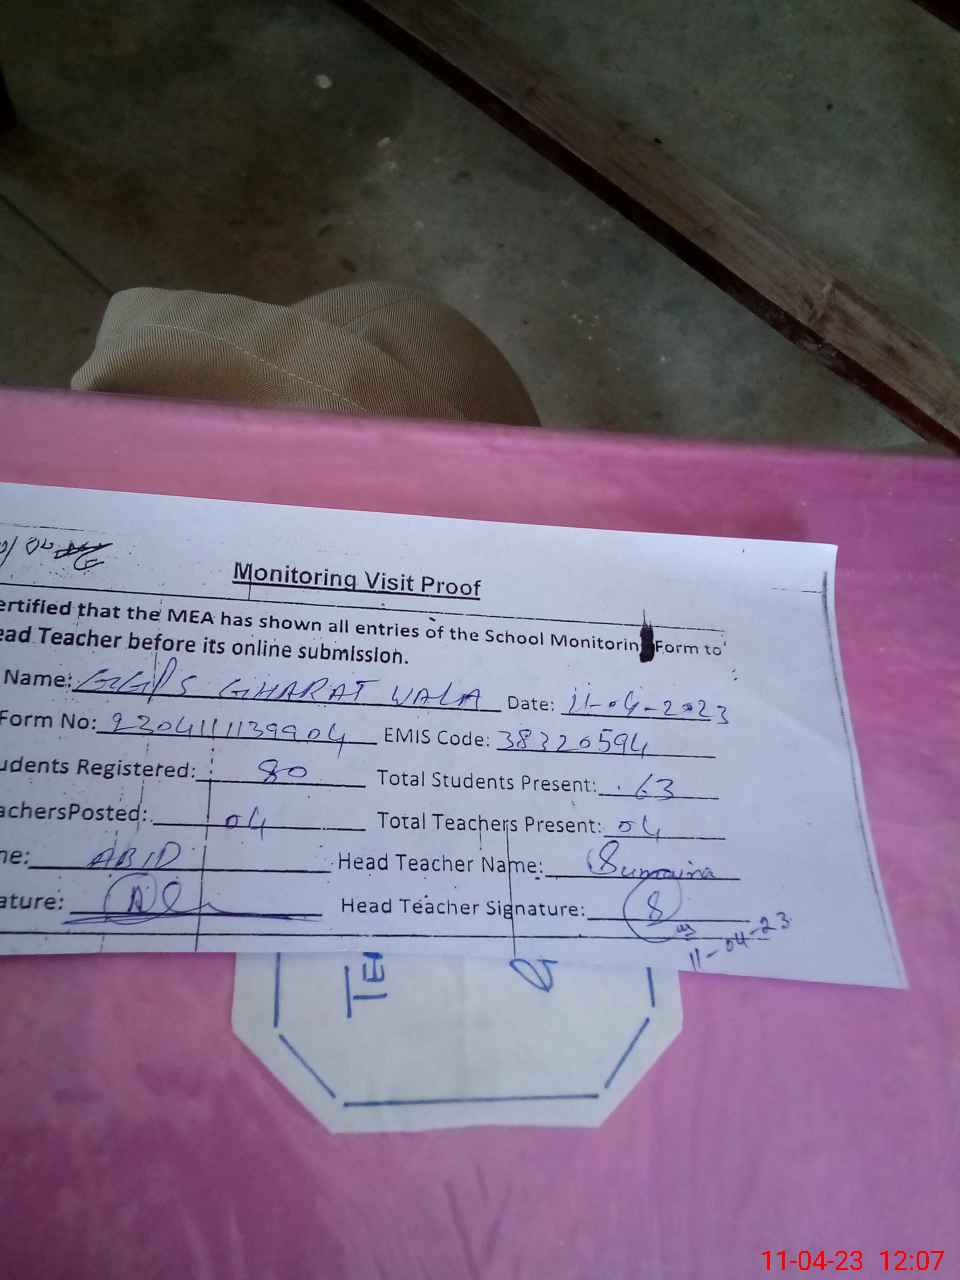 Monitoring Visit Proof
ertified that the MEA has shown all entries of the School Monitorin Form to
ead Teacher before its online submission.
Name: GGPS GHARAT WALA Date: 11-04-2023
Form No: 2304111139904 EMIS Code: 38320594
udents Registered: 80 Total Students Present: 63
achersPosted: 04 Total Teachers Present: 04
ne: ABID Head Teacher Name: Sumaira
ature: Head Teacher Signature: S
11-04-23
TEA
11-04-23 12:07